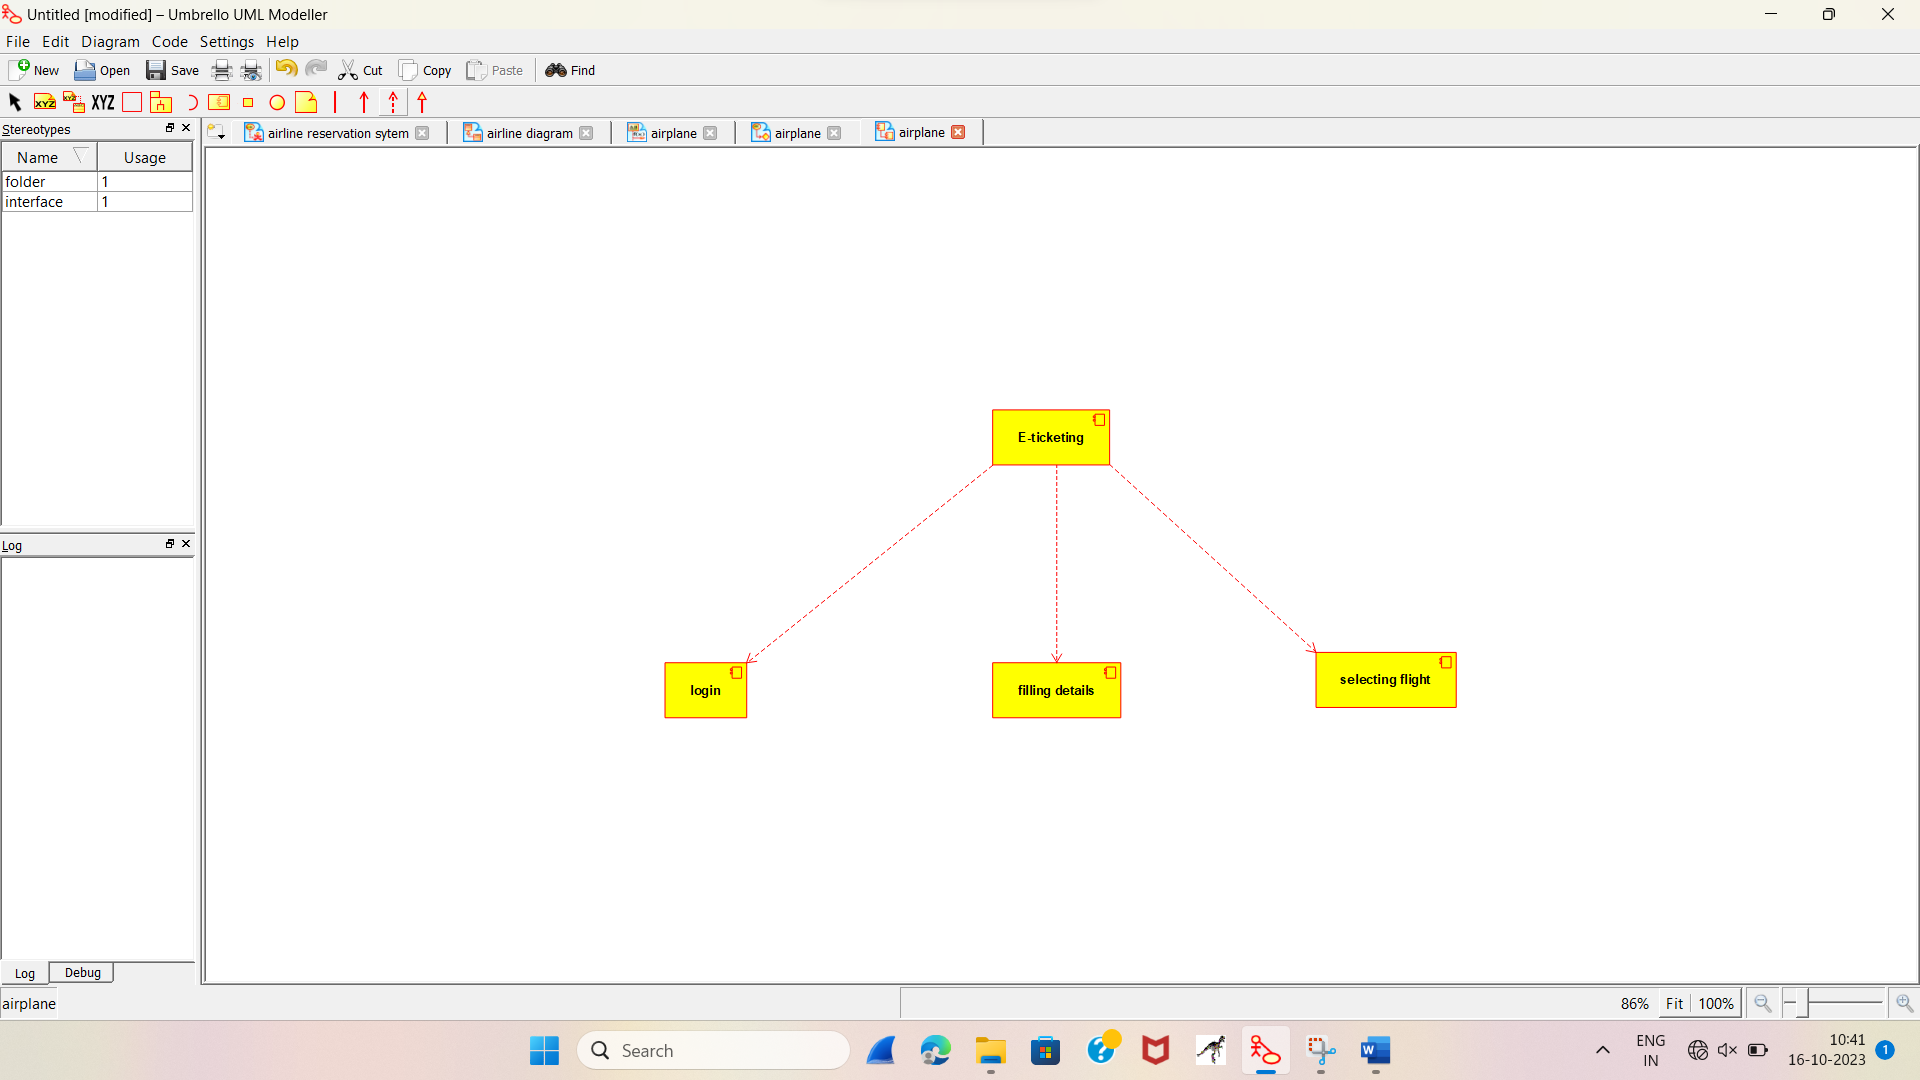 Untitled [modified] – Umbrello UML Modeller
File Edit Diagram Code Settings Help
New Open Save Cut Copy Paste Find
XYZ XYZ XYZ
Stereotypes
airline reservation sytem airline diagram airplane airplane airplane
Name Usage
folder 1
interface 1
E-ticketing
login
filling details
selecting flight
Log
Log Debug
airplane
86% Fit 100%
Search
ENG
IN
10:41
16-10-2023
1